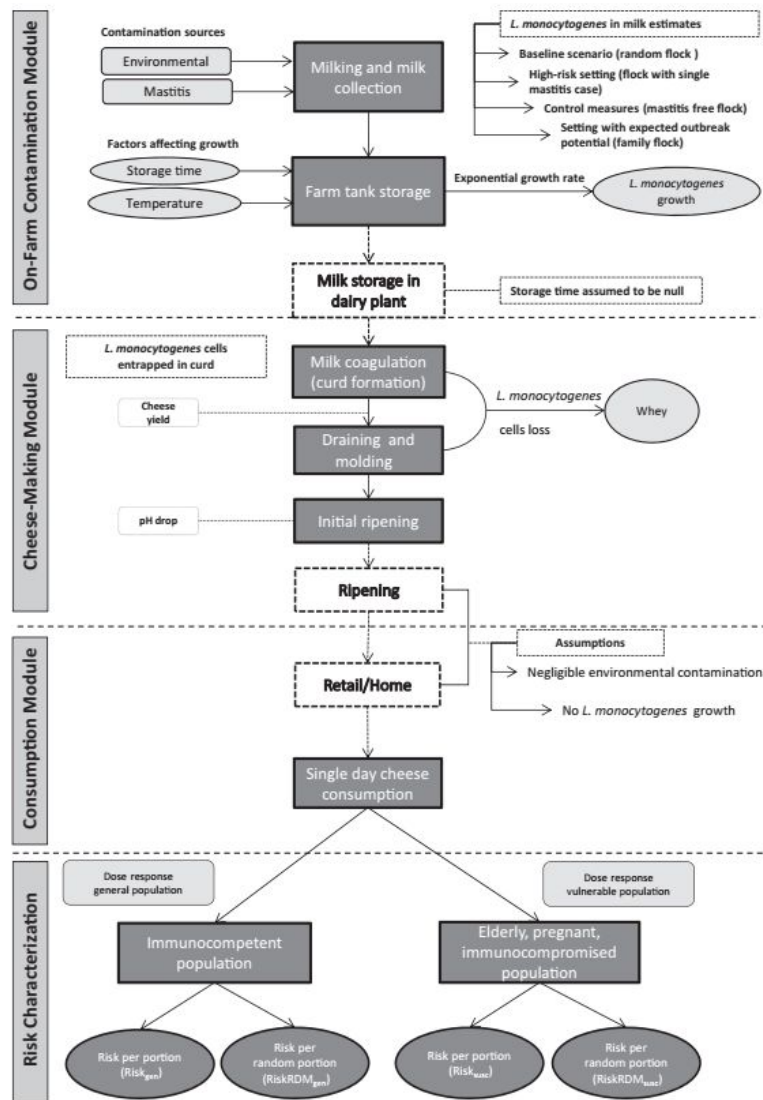 On-Farm Contamination Module
Contamination sources
Environmental
Mastitis
Milking and milk
collection
L. monocytogenes in milk estimates
Baseline scenario (random flock )
High-risk setting (flock with single
mastitis case)
Control measures (mastitis free flock)
Setting with expected outbreak
potential (family flock)
Factors affecting growth
Storage time
Temperature
Farm tank storage
Exponential growth rate
L. monocytogenes
growth
Milk storage in
dairy plant
Storage time assumed to be null
Cheese-Making Module
L. monocytogenes cells
entrapped in curd
Milk coagulation
(curd formation)
Cheese
yield
L. monocytogenes
cells loss
Whey
Draining and
molding
pH drop
Initial ripening
Ripening
Consumption Module
Assumptions
Negligible environmental contamination
No L. monocytogenes growth
Retail/Home
Single day cheese
consumption
Risk Characterization
Dose response
general population
Dose response
vulnerable population
Immunocompetent
population
Elderly, pregnant,
immunocompromised
population
Risk per portion
(Riskgen)
Risk per
random portion
(RiskRDMgen)
Risk per portion
(Risksusc)
Risk per
random portion
(RiskRDMsusc)